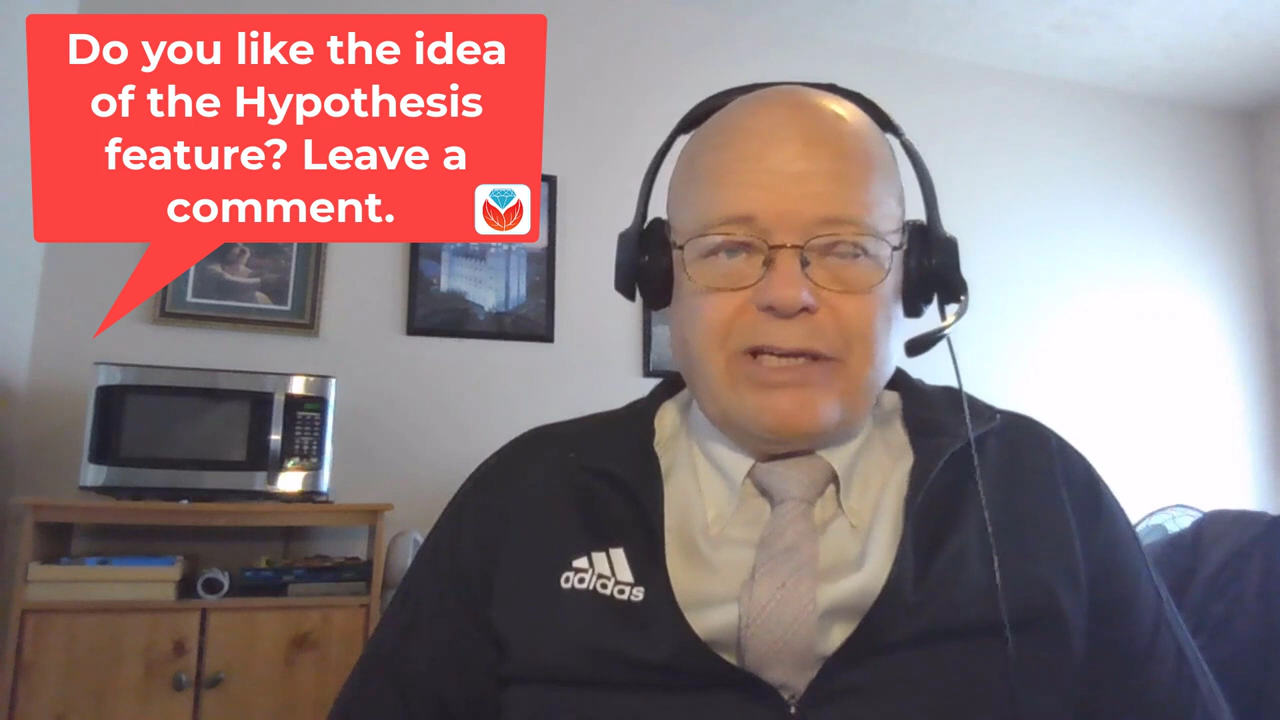 Do you like the idea
of the Hypothesis
feature? Leave a
comment.
adidas